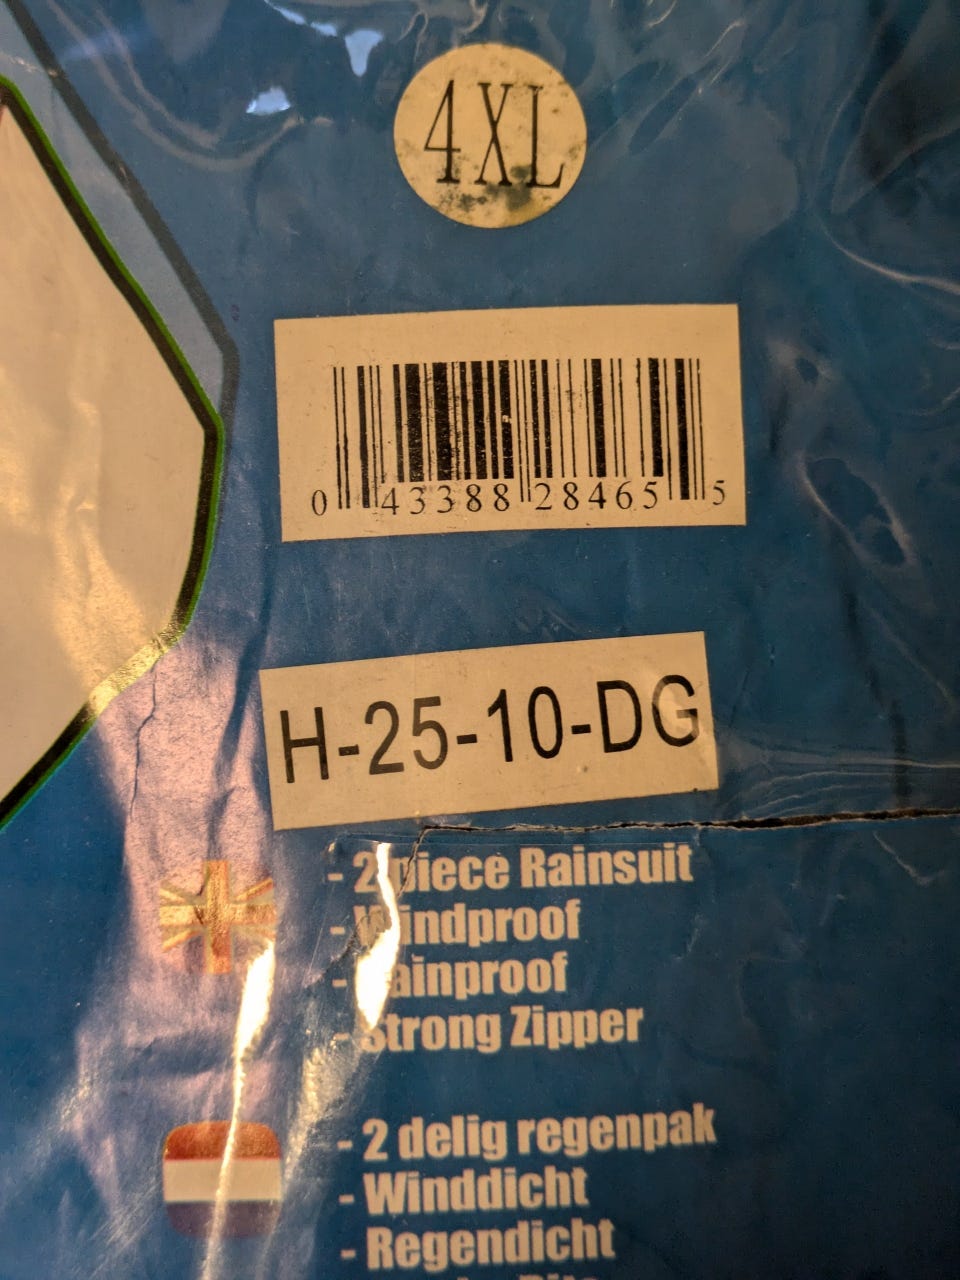 4XL
0 43388 28465 5
H-25-10-DG
- 2 piece Rainsuit
- Windproof
- Rainproof
- Strong Zipper
- 2 delig regenpak
- Winddicht
- Regendicht